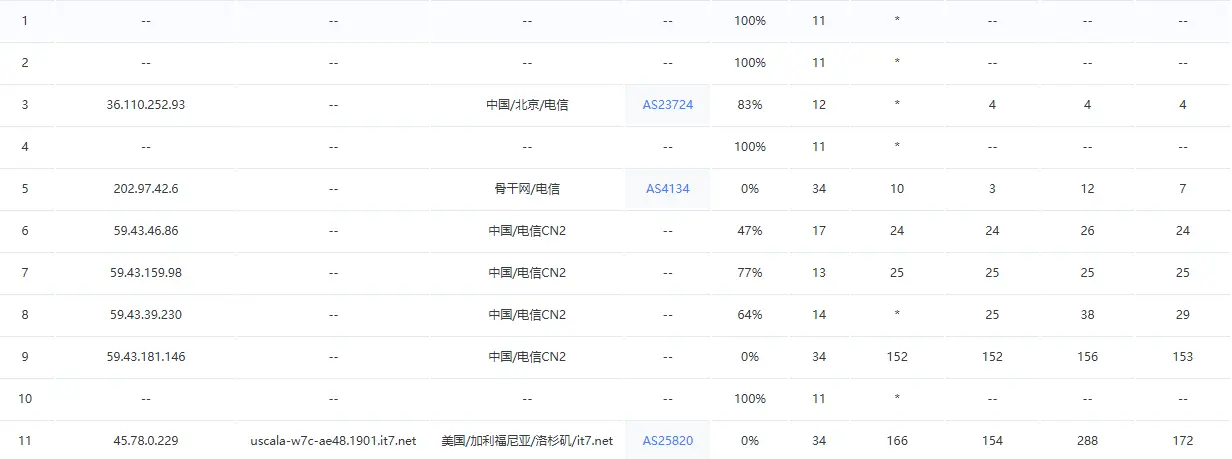 1 -- -- -- -- 100% 11 * -- -- --
2 -- -- -- -- 100% 11 * -- -- --
3 36.110.252.93 -- 中国/北京/电信 AS23724 83% 12 * 4 4 4
4 -- -- -- -- 100% 11 * -- -- --
5 202.97.42.6 -- 骨干网/电信 AS4134 0% 34 10 3 12 7
6 59.43.46.86 -- 中国/电信CN2 -- 47% 17 24 24 26 24
7 59.43.159.98 -- 中国/电信CN2 -- 77% 13 25 25 25 25
8 59.43.39.230 -- 中国/电信CN2 -- 64% 14 * 25 38 29
9 59.43.181.146 -- 中国/电信CN2 -- 0% 34 152 152 156 153
10 -- -- -- -- 100% 11 * -- -- --
11 45.78.0.229 uscala-w7c-ae48.1901.it7.net 美国/加利福尼亚/洛杉矶/it7.net AS25820 0% 34 166 154 288 172